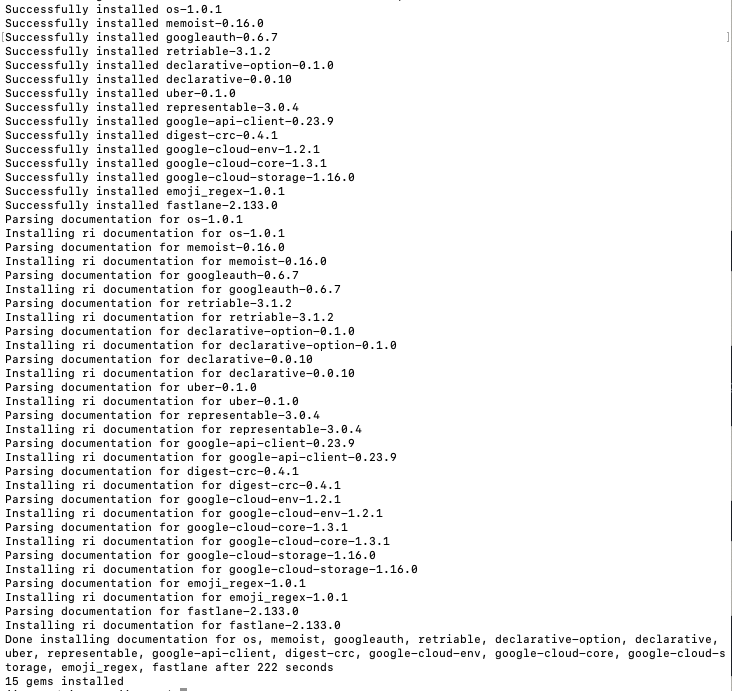 Successfully installed os-1.0.1
Successfully installed memoist-0.16.0
Successfully installed googleauth-0.6.7
Successfully installed retriable-3.1.2
Successfully installed declarative-option-0.1.0
Successfully installed declarative-0.0.10
Successfully installed uber-0.1.0
Successfully installed representable-3.0.4
Successfully installed google-api-client-0.23.9
Successfully installed digest-crc-0.4.1
Successfully installed google-cloud-env-1.2.1
Successfully installed google-cloud-core-1.3.1
Successfully installed google-cloud-storage-1.16.0
Successfully installed emoji_regex-1.0.1
Successfully installed fastlane-2.133.0
Parsing documentation for os-1.0.1
Installing ri documentation for os-1.0.1
Parsing documentation for memoist-0.16.0
Installing ri documentation for memoist-0.16.0
Parsing documentation for googleauth-0.6.7
Installing ri documentation for googleauth-0.6.7
Parsing documentation for retriable-3.1.2
Installing ri documentation for retriable-3.1.2
Parsing documentation for declarative-option-0.1.0
Installing ri documentation for declarative-option-0.1.0
Parsing documentation for declarative-0.0.10
Installing ri documentation for declarative-0.0.10
Parsing documentation for uber-0.1.0
Installing ri documentation for uber-0.1.0
Parsing documentation for representable-3.0.4
Installing ri documentation for representable-3.0.4
Parsing documentation for google-api-client-0.23.9
Installing ri documentation for google-api-client-0.23.9
Parsing documentation for digest-crc-0.4.1
Installing ri documentation for digest-crc-0.4.1
Parsing documentation for google-cloud-env-1.2.1
Installing ri documentation for google-cloud-env-1.2.1
Parsing documentation for google-cloud-core-1.3.1
Installing ri documentation for google-cloud-core-1.3.1
Parsing documentation for google-cloud-storage-1.16.0
Installing ri documentation for google-cloud-storage-1.16.0
Parsing documentation for emoji_regex-1.0.1
Installing ri documentation for emoji_regex-1.0.1
Parsing documentation for fastlane-2.133.0
Installing ri documentation for fastlane-2.133.0
Done installing documentation for os, memoist, googleauth, retriable, declarative-option, declarative,
uber, representable, google-api-client, digest-crc, google-cloud-env, google-cloud-core, google-cloud-s
torage, emoji_regex, fastlane after 222 seconds
15 gems installed